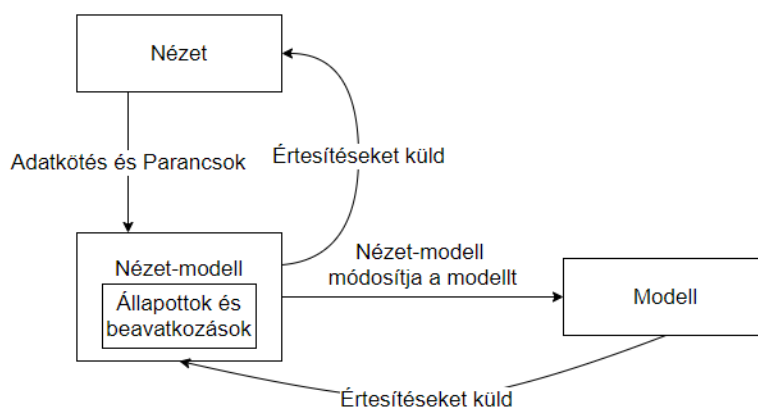 Nézet
Adatkötés és Parancsok
Értesítéseket küld
Nézet-modell
Állapottok és
beavatkozások
Nézet-modell
módosítja a modellt
Modell
Értesítéseket küld